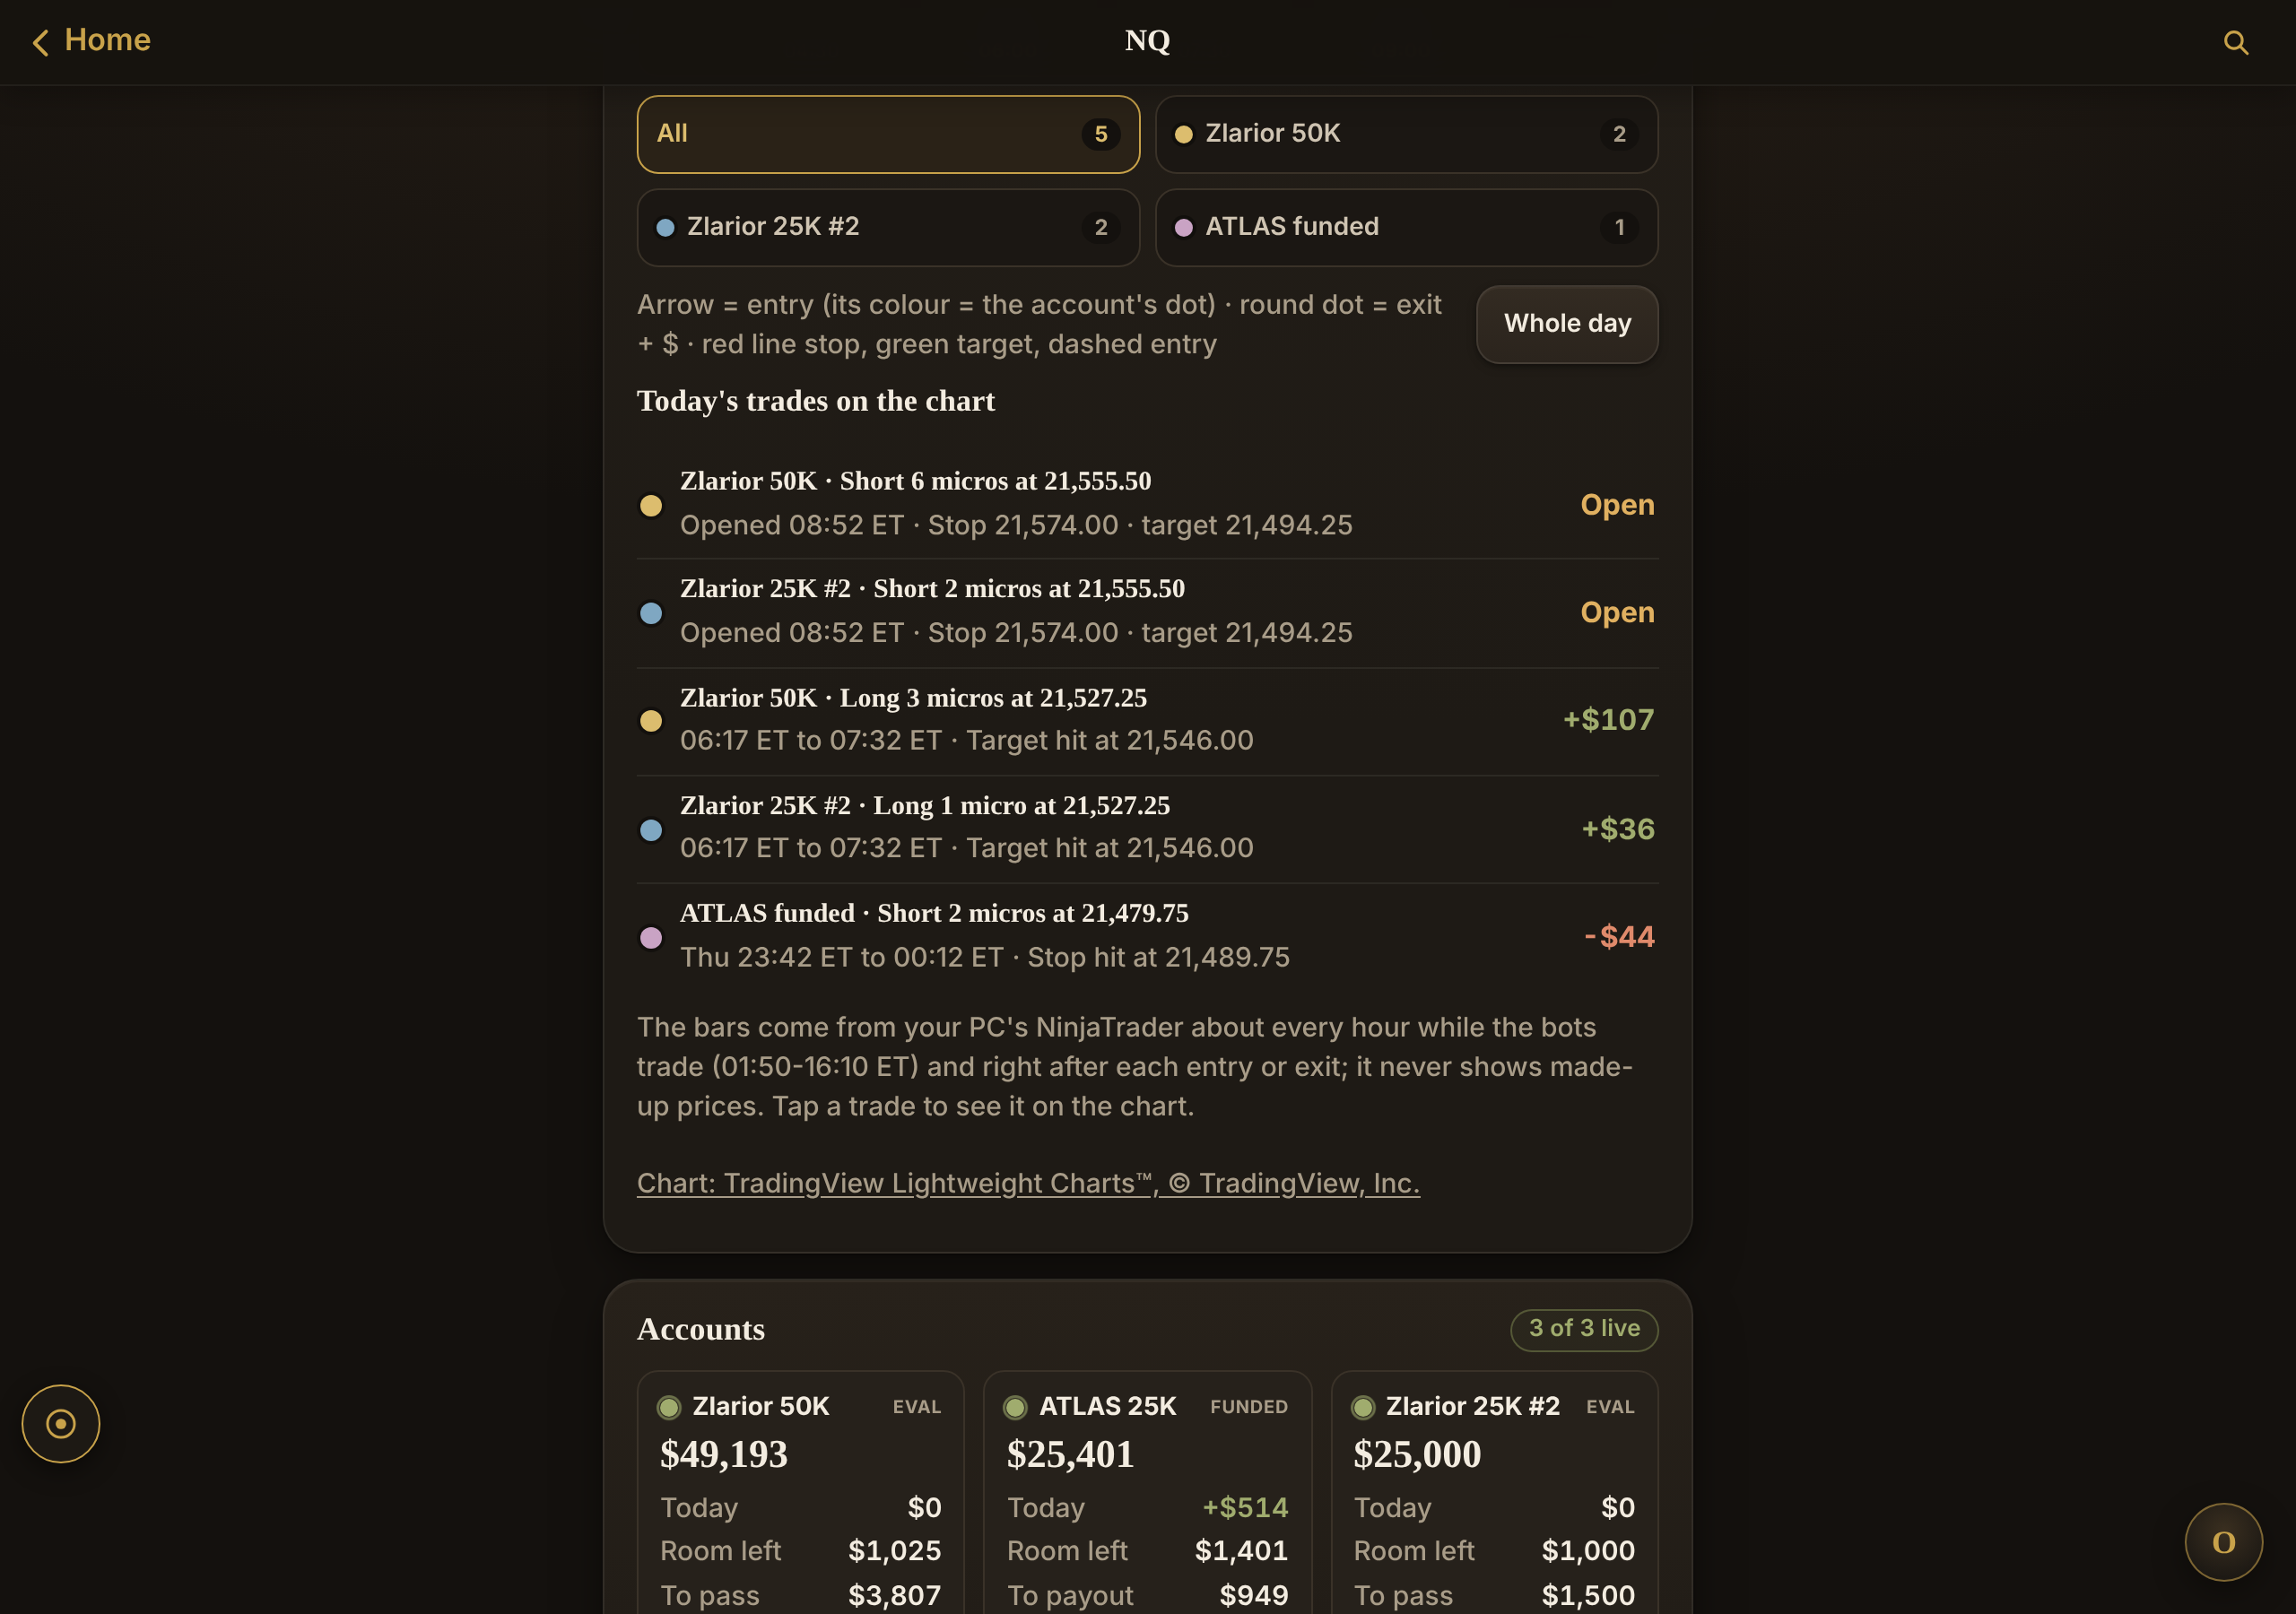 Home
NQ
All 5
Zlarior 50K 2
Zlarior 25K #2 2
ATLAS funded 1
Arrow = entry (its colour = the account's dot) · round dot = exit
+ $ · red line stop, green target, dashed entry
Whole day
Today's trades on the chart
Zlarior 50K · Short 6 micros at 21,555.50
Opened 08:52 ET · Stop 21,574.00 · target 21,494.25
Open
Zlarior 25K #2 · Short 2 micros at 21,555.50
Opened 08:52 ET · Stop 21,574.00 · target 21,494.25
Open
Zlarior 50K · Long 3 micros at 21,527.25
06:17 ET to 07:32 ET · Target hit at 21,546.00
+$107
Zlarior 25K #2 · Long 1 micro at 21,527.25
06:17 ET to 07:32 ET · Target hit at 21,546.00
+$36
ATLAS funded · Short 2 micros at 21,479.75
Thu 23:42 ET to 00:12 ET · Stop hit at 21,489.75
-$44
The bars come from your PC's NinjaTrader about every hour while the bots
trade (01:50-16:10 ET) and right after each entry or exit; it never shows made-
up prices. Tap a trade to see it on the chart.
Chart: TradingView Lightweight Charts™, © TradingView, Inc.
Accounts
3 of 3 live
Zlarior 50K EVAL
$49,193
Today $0
Room left $1,025
To pass $3,807
ATLAS 25K FUNDED
$25,401
Today +$514
Room left $1,401
To payout $949
Zlarior 25K #2 EVAL
$25,000
Today $0
Room left $1,000
To pass $1,500
O